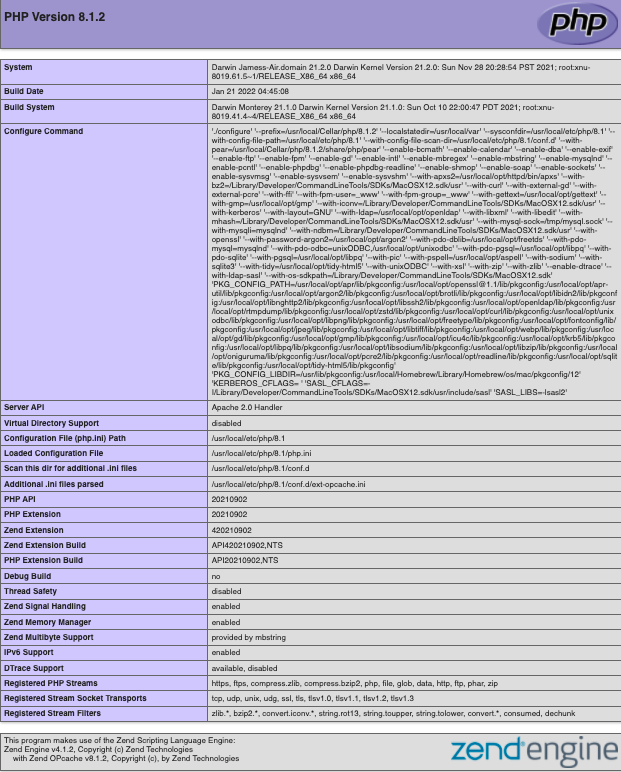 PHP Version 8.1.2
php
System
Darwin Jamess-Air.domain 21.2.0 Darwin Kernel Version 21.2.0: Sun Nov 28 20:28:54 PST 2021; root:xnu-
8019.61.5~1/RELEASE_X86_64 x86_64
Build Date
Jan 21 2022 04:45:08
Build System
Darwin Monterey 21.1.0 Darwin Kernel Version 21.1.0: Sun Oct 10 22:00:47 PDT 2021; root:xnu-
8019.41.4~4/RELEASE_X86_64 x86_64
Configure Command
'./configure' '--prefix=/usr/local/Cellar/php/8.1.2' '--localstatedir=/usr/local/var' '--sysconfdir=/usr/local/etc/php/8.1' '--
with-config-file-path=/usr/local/etc/php/8.1' '--with-config-file-scan-dir=/usr/local/etc/php/8.1/conf.d' '--with-
pear=/usr/local/Cellar/php/8.1.2/share/php/pear' '--enable-bcmath' '--enable-calendar' '--enable-dba' '--enable-exif'
'--enable-ftp' '--enable-fpm' '--enable-gd' '--enable-intl' '--enable-mbregex' '--enable-mbstring' '--enable-mysqlnd' '--
enable-pcntl' '--enable-phpdbg' '--enable-phpdbg-readline' '--enable-shmop' '--enable-soap' '--enable-sockets' '--
enable-sysvmsg' '--enable-sysvsem' '--enable-sysvshm' '--with-apxs2=/usr/local/opt/httpd/bin/apxs' '--with-
bz2=/Library/Developer/CommandLineTools/SDKs/MacOSX12.sdk/usr' '--with-curl' '--with-external-gd' '--with-
external-pcre' '--with-ffi' '--with-fpm-user=_www' '--with-fpm-group=_www' '--with-gettext=/usr/local/opt/gettext' '--
with-gmp=/usr/local/opt/gmp' '--with-iconv=/Library/Developer/CommandLineTools/SDKs/MacOSX12.sdk/usr' '--
with-kerberos' '--with-layout=GNU' '--with-ldap=/usr/local/opt/openldap' '--with-libxml' '--with-libedit' '--with-
mhash=/Library/Developer/CommandLineTools/SDKs/MacOSX12.sdk/usr' '--with-mysql-sock=/tmp/mysql.sock' '--
with-mysqli=mysqlnd' '--with-ndbm=/Library/Developer/CommandLineTools/SDKs/MacOSX12.sdk/usr' '--with-
openssl' '--with-password-argon2=/usr/local/opt/argon2' '--with-pdo-dblib=/usr/local/opt/freetds' '--with-pdo-
mysql=mysqlnd' '--with-pdo-odbc=unixODBC,/usr/local/opt/unixodbc' '--with-pdo-pgsql=/usr/local/opt/libpq' '--with-
pdo-sqlite' '--with-pgsql=/usr/local/opt/libpq' '--with-pic' '--with-pspell=/usr/local/opt/aspell' '--with-sodium' '--with-
sqlite3' '--with-tidy=/usr/local/opt/tidy-html5' '--with-unixODBC' '--with-xsl' '--with-zip' '--with-zlib' '--enable-dtrace' '--
with-ldap-sasl' '--with-os-sdkpath=/Library/Developer/CommandLineTools/SDKs/MacOSX12.sdk'
'PKG_CONFIG_PATH=/usr/local/opt/apr/lib/pkgconfig:/usr/local/opt/openssl@1.1/lib/pkgconfig:/usr/local/opt/apr-
util/lib/pkgconfig:/usr/local/opt/argon2/lib/pkgconfig:/usr/local/opt/brotli/lib/pkgconfig:/usr/local/opt/libidn2/lib/pkgconf
ig:/usr/local/opt/libnghttp2/lib/pkgconfig:/usr/local/opt/libssh2/lib/pkgconfig:/usr/local/opt/openldap/lib/pkgconfig:/usr
/local/opt/rtmpdump/lib/pkgconfig:/usr/local/opt/zstd/lib/pkgconfig:/usr/local/opt/curl/lib/pkgconfig:/usr/local/opt/unix
odbc/lib/pkgconfig:/usr/local/opt/libpng/lib/pkgconfig:/usr/local/opt/freetype/lib/pkgconfig:/usr/local/opt/fontconfig/lib/
pkgconfig:/usr/local/opt/jpeg/lib/pkgconfig:/usr/local/opt/libtiff/lib/pkgconfig:/usr/local/opt/webp/lib/pkgconfig:/usr/loc
al/opt/gd/lib/pkgconfig:/usr/local/opt/gmp/lib/pkgconfig:/usr/local/opt/icu4c/lib/pkgconfig:/usr/local/opt/krb5/lib/pkgco
nfig:/usr/local/opt/libpq/lib/pkgconfig:/usr/local/opt/libsodium/lib/pkgconfig:/usr/local/opt/libzip/lib/pkgconfig:/usr/local
/opt/oniguruma/lib/pkgconfig:/usr/local/opt/pcre2/lib/pkgconfig:/usr/local/opt/readline/lib/pkgconfig:/usr/local/opt/sqlit
e/lib/pkgconfig:/usr/local/opt/tidy-html5/lib/pkgconfig'
'PKG_CONFIG_LIBDIR=/usr/lib/pkgconfig:/usr/local/Homebrew/Library/Homebrew/os/mac/pkgconfig/12'
'KERBEROS_CFLAGS= ' 'SASL_CFLAGS=-
I/Library/Developer/CommandLineTools/SDKs/MacOSX12.sdk/usr/include/sasl' 'SASL_LIBS=-lsasl2'
Server API
Apache 2.0 Handler
Virtual Directory Support
disabled
Configuration File (php.ini) Path
/usr/local/etc/php/8.1
Loaded Configuration File
/usr/local/etc/php/8.1/php.ini
Scan this dir for additional .ini files
/usr/local/etc/php/8.1/conf.d
Additional .ini files parsed
/usr/local/etc/php/8.1/conf.d/ext-opcache.ini
PHP API
20210902
PHP Extension
20210902
Zend Extension
420210902
Zend Extension Build
API420210902,NTS
PHP Extension Build
API20210902,NTS
Debug Build
no
Thread Safety
disabled
Zend Signal Handling
enabled
Zend Memory Manager
enabled
Zend Multibyte Support
provided by mbstring
IPv6 Support
enabled
DTrace Support
available, disabled
Registered PHP Streams
https, ftps, compress.zlib, compress.bzip2, php, file, glob, data, http, ftp, phar, zip
Registered Stream Socket Transports
tcp, udp, unix, udg, ssl, tls, tlsv1.0, tlsv1.1, tlsv1.2, tlsv1.3
Registered Stream Filters
zlib.*, bzip2.*, convert.iconv.*, string.rot13, string.toupper, string.tolower, convert.*, consumed, dechunk
This program makes use of the Zend Scripting Language Engine:
Zend Engine v4.1.2, Copyright (c) Zend Technologies
with Zend OPcache v8.1.2, Copyright (c), by Zend Technologies
zend engine